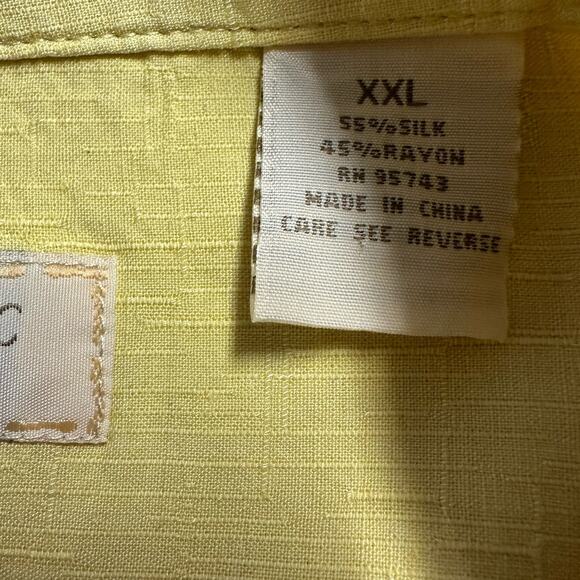 XXL
55%SILK
45%RAYON
RN 95743
MADE IN CHINA
CARE SEE REVERSE
C